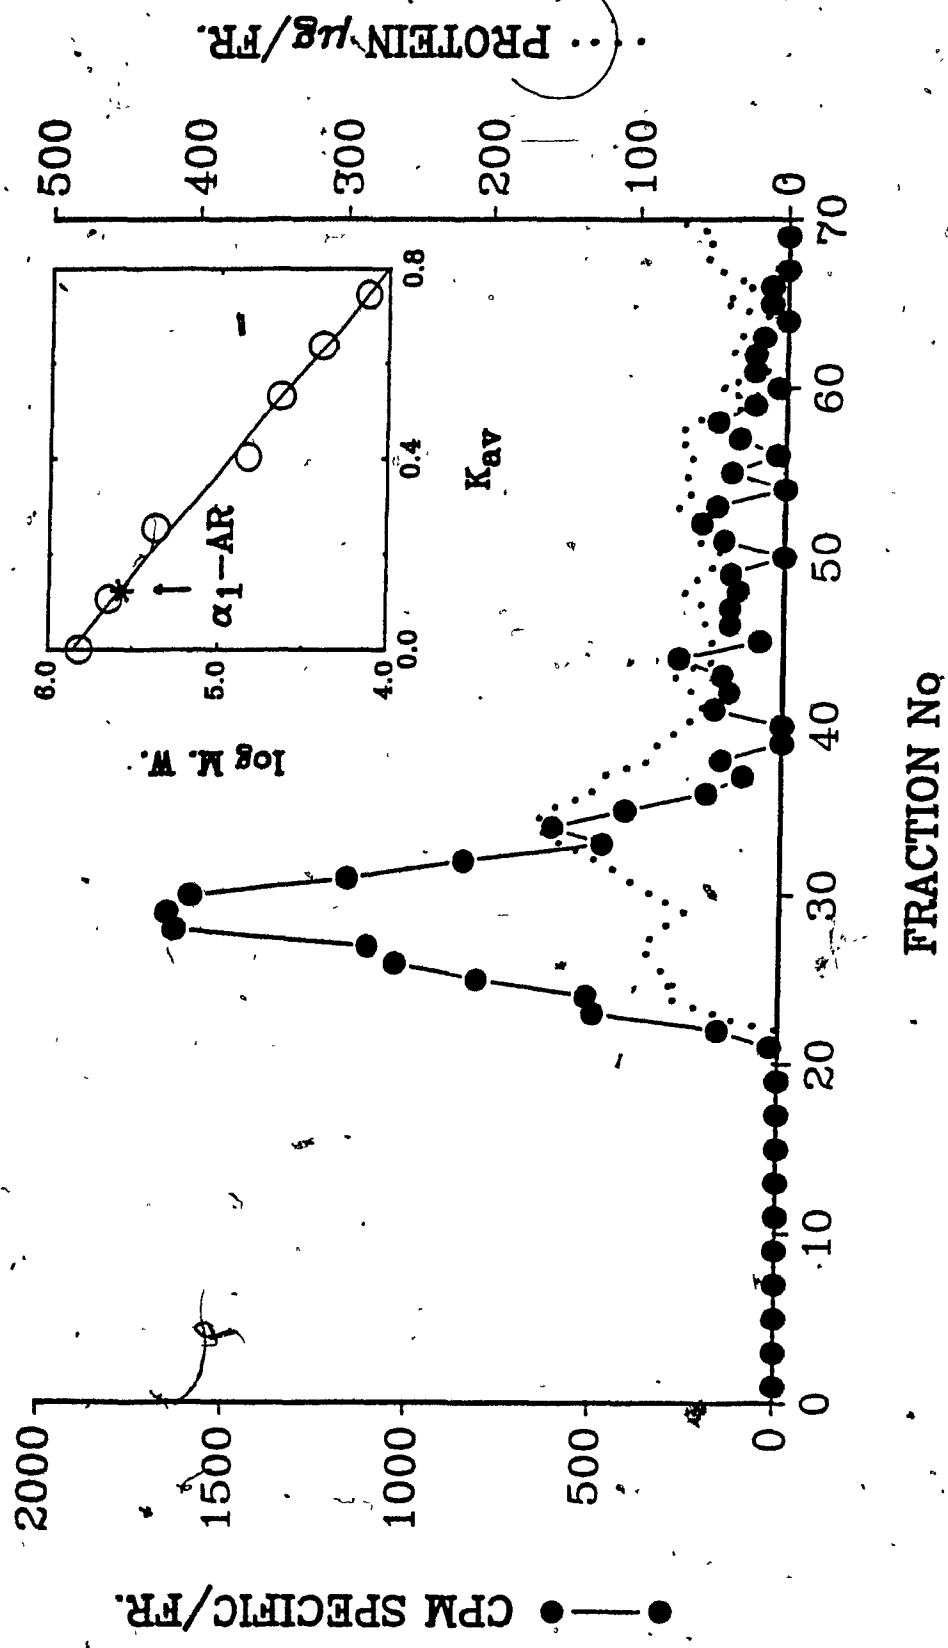 CPM SPECIFIC/FR.
2000
1500
1000
500
0
0 10 20 30 40 50 60 70
FRACTION No
PROTEIN μg/FR.
500
400
300
200
100
0
log M. W.
6.0
5.0
4.0
0.0 0.4 0.8
Kav
α1-AR